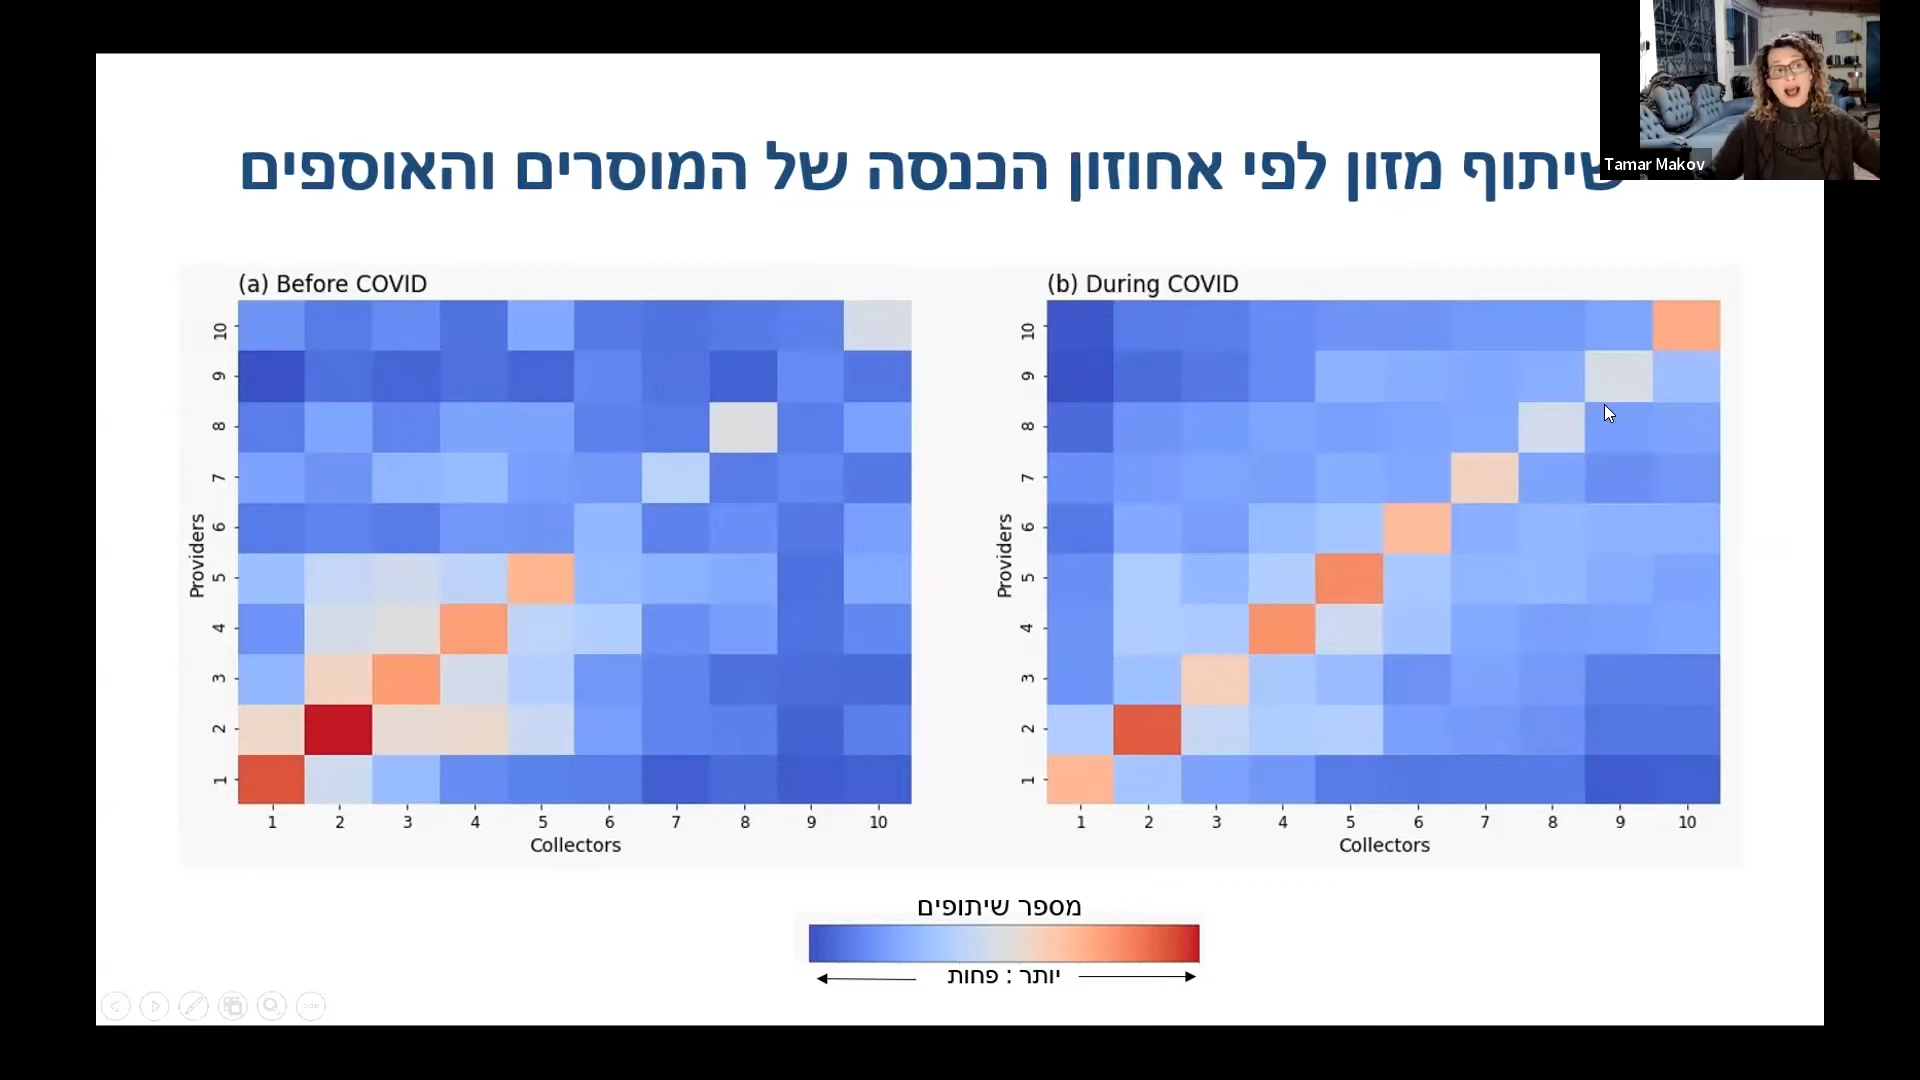 Tamar Makov
שיתוף מזון לפי אחוזון הכנסה של המוסרים והאוספים
(a) Before COVID
(b) During COVID
Providers
10
9
8
7
6
5
4
3
2
1
1 2 3 4 5 6 7 8 9 10
Collectors
Providers
10
9
8
7
6
5
4
3
2
1
1 2 3 4 5 6 7 8 9 10
Collectors
מספר שיתופים
יותר : פחות